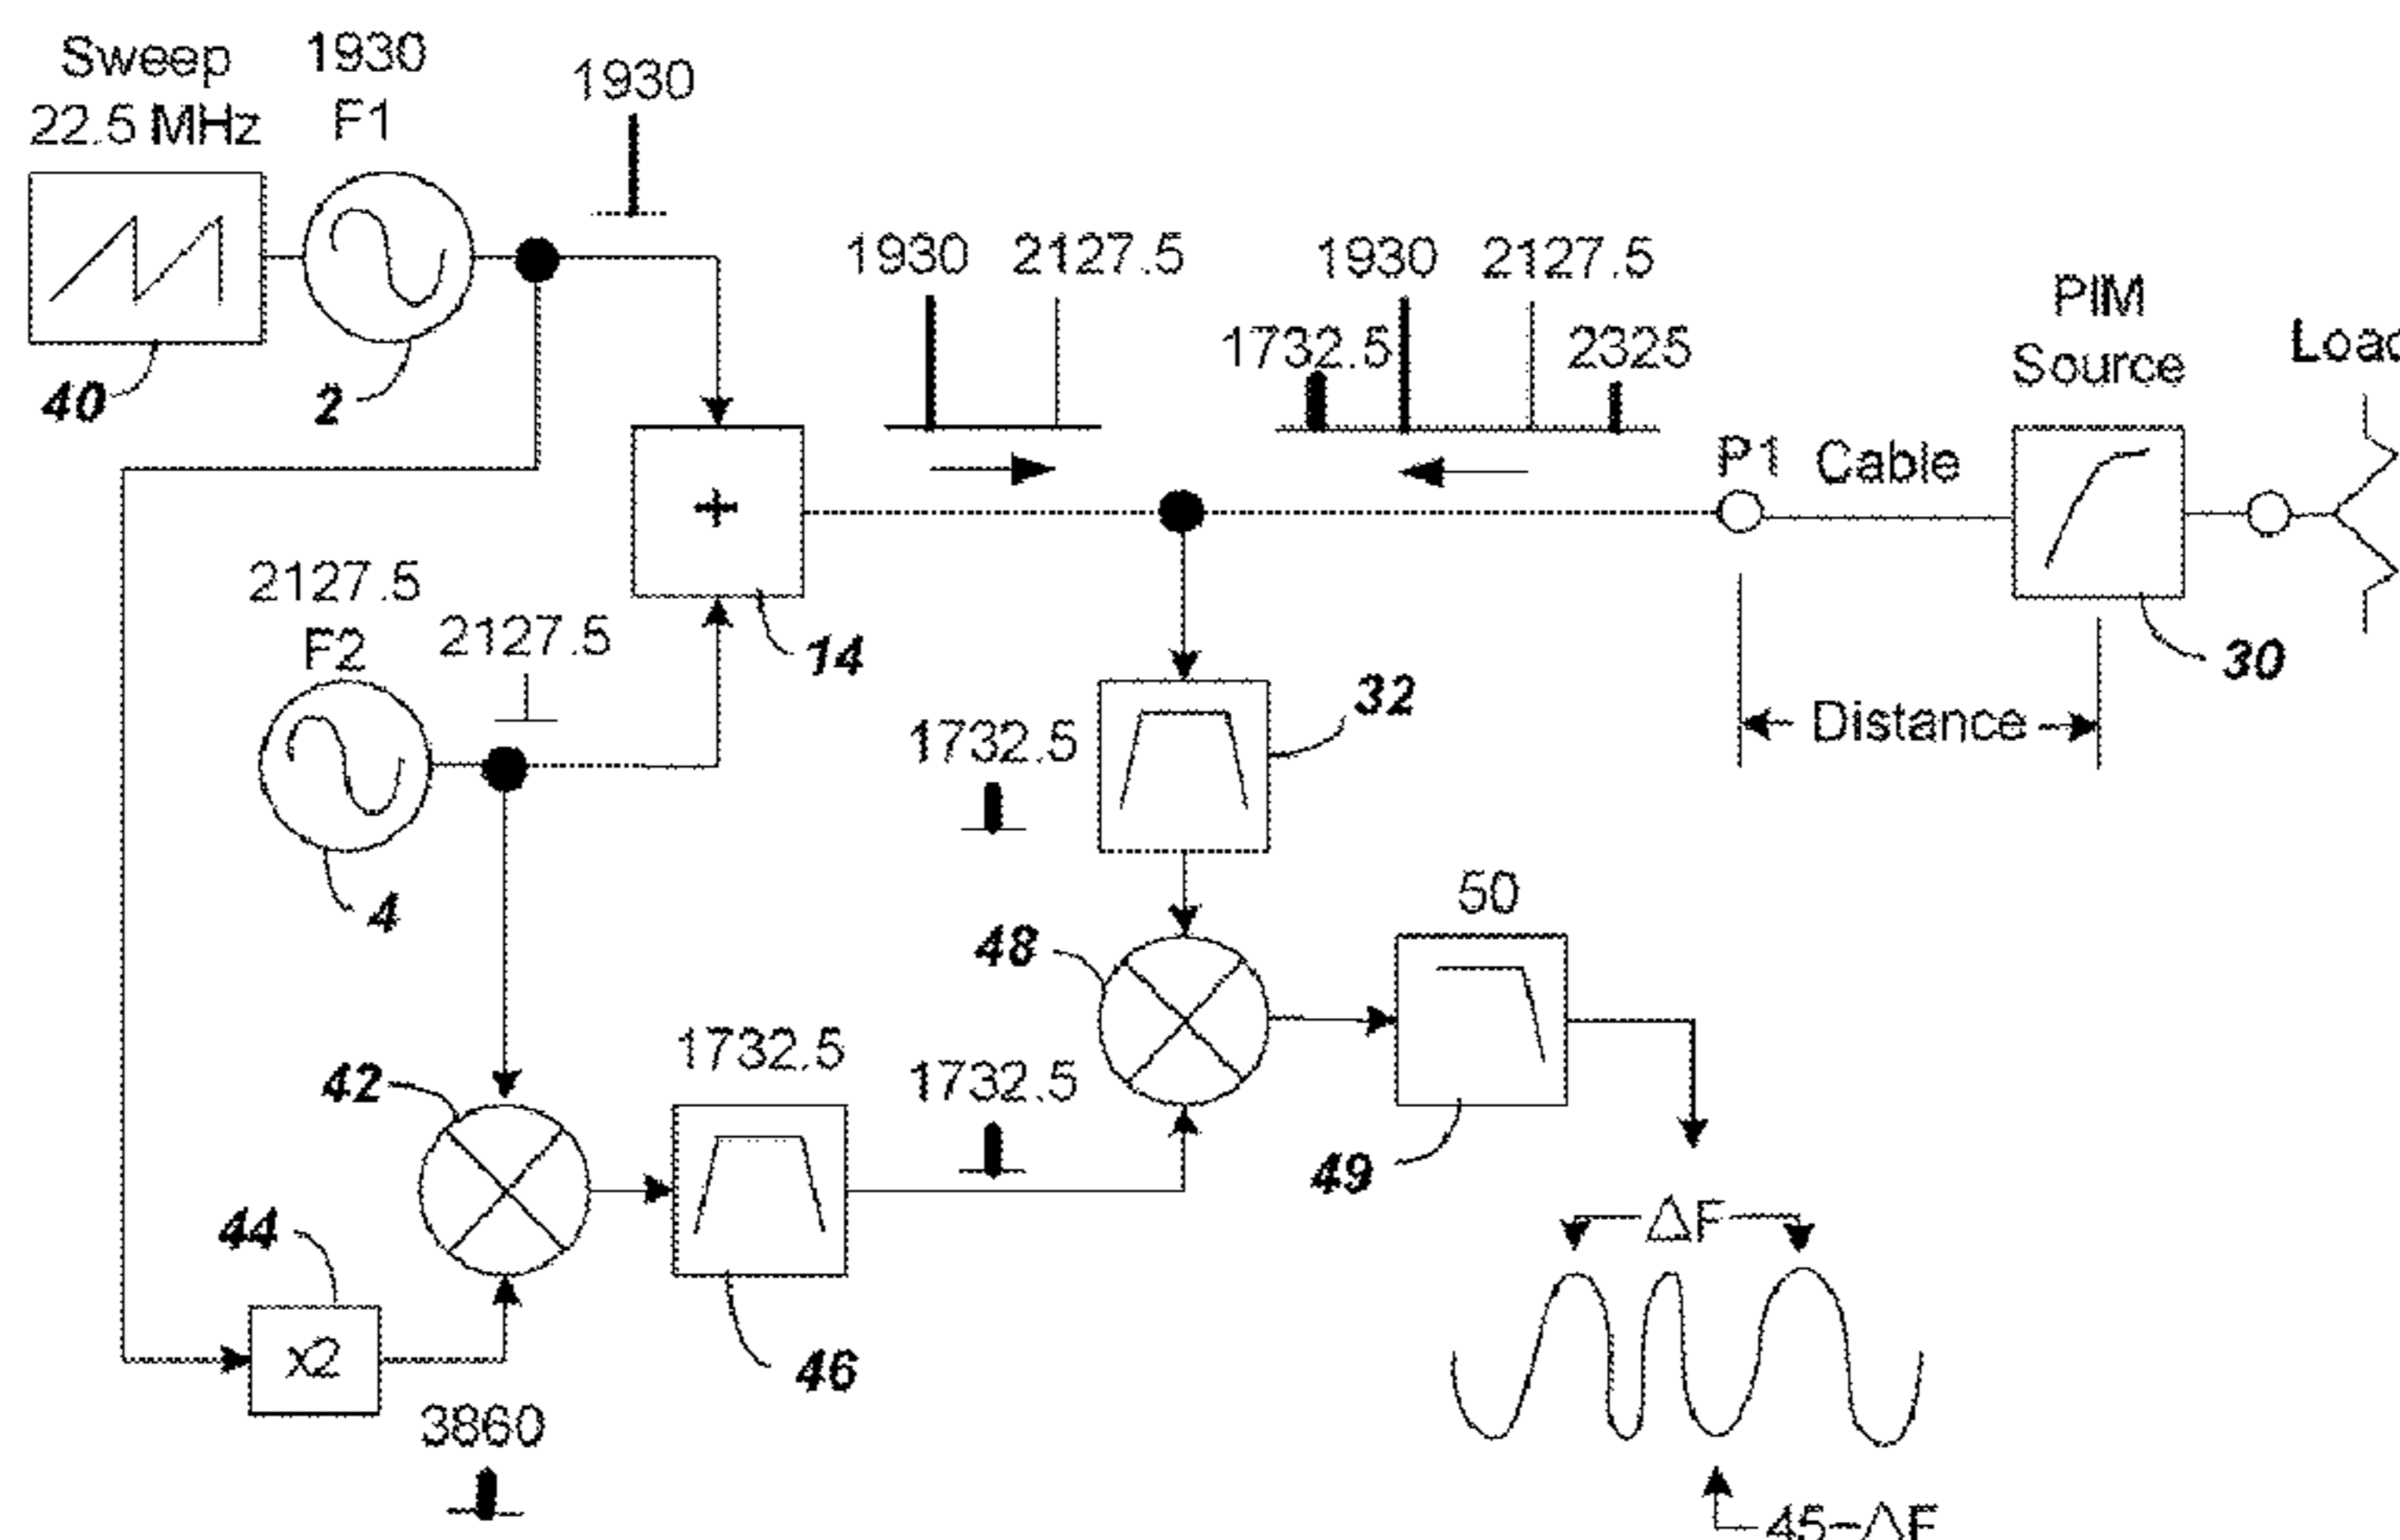 Sweep
22.5 MHz
1930
F1
1930
40
2
1930 2127.5
1930 2127.5
1732.5 2325
PIM
Source
Load
P1 Cable
+
14
30
Distance
2127.5
F2
2127.5
4
32
1732.5
48
50
49
42
1732.5
1732.5
46
44
x2
3860
ΔF
45-ΔF